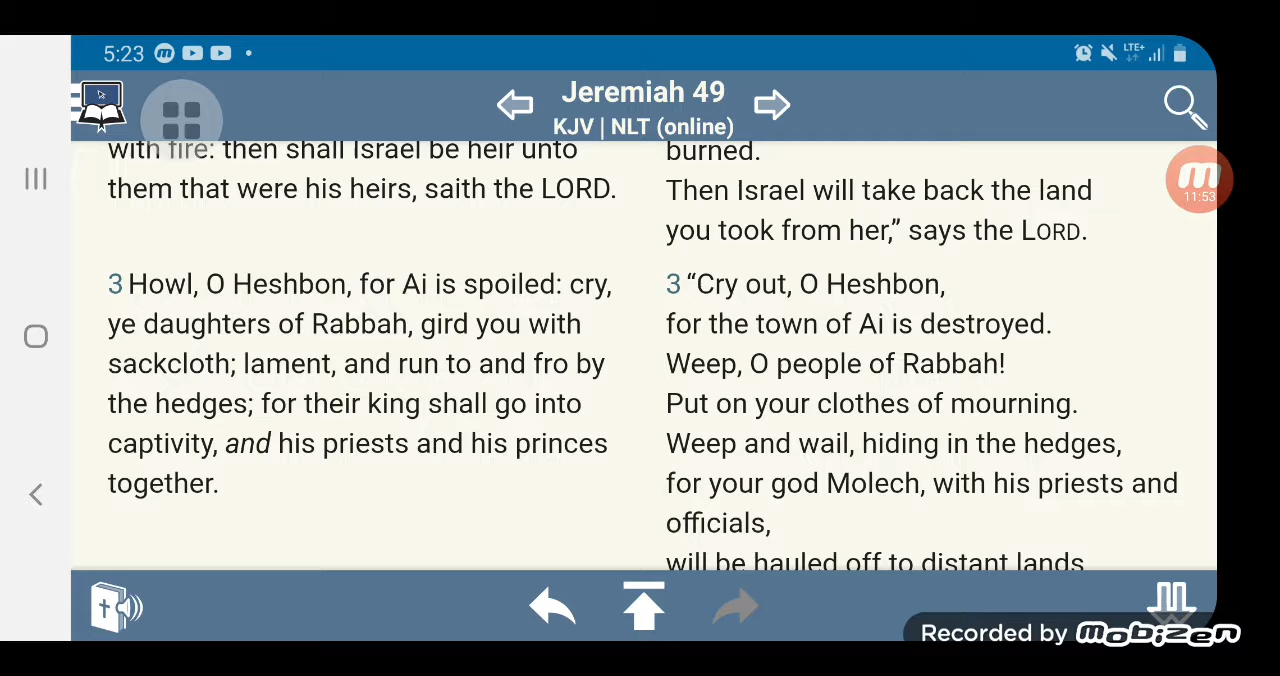 5:23
LTE+
Jeremiah 49
KJV | NLT (online)
11:53
with fire: then shall Israel be heir unto
them that were his heirs, saith the LORD.
3 Howl, O Heshbon, for Ai is spoiled: cry,
ye daughters of Rabbah, gird you with
sackcloth; lament, and run to and fro by
the hedges; for their king shall go into
captivity, and his priests and his princes
together.
burned.
Then Israel will take back the land
you took from her,” says the LORD.
3 “Cry out, O Heshbon,
for the town of Ai is destroyed.
Weep, O people of Rabbah!
Put on your clothes of mourning.
Weep and wail, hiding in the hedges,
for your god Molech, with his priests and
officials,
will be hauled off to distant lands
Recorded by mobizen